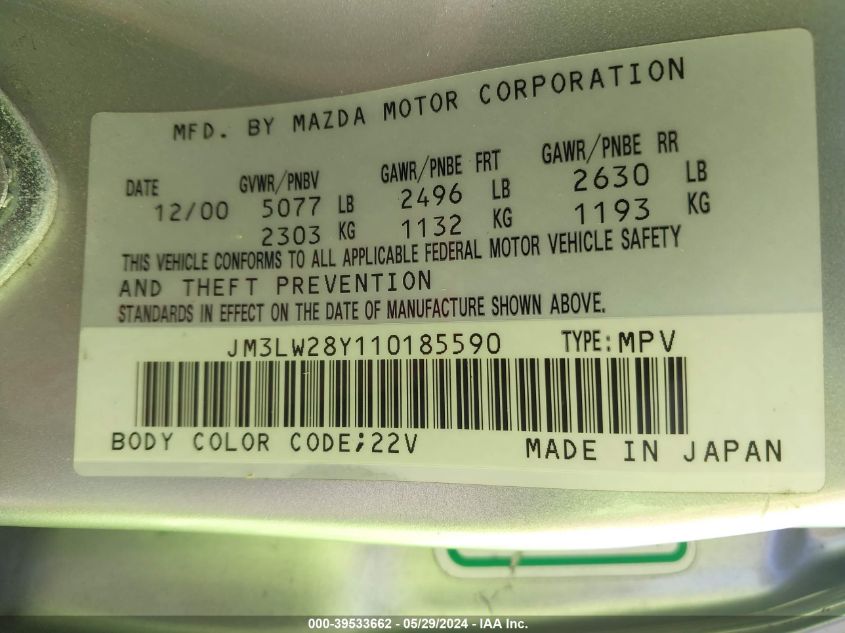 MFD. BY MAZDA MOTOR CORPORATION
DATE GVWR/PNBV GAWR/PNBE FRT GAWR/PNBE RR
12/00 5077 LB 2496 LB 2630 LB
2303 KG 1132 KG 1193 KG
THIS VEHICLE CONFORMS TO ALL APPLICABLE FEDERAL MOTOR VEHICLE SAFETY
AND THEFT PREVENTION
STANDARDS IN EFFECT ON THE DATE OF MANUFACTURE SHOWN ABOVE.
JM3LW28Y110185590 TYPE: MPV
BODY COLOR CODE;22V MADE IN JAPAN
000-39533662 - 05/29/2024 - IAA Inc.